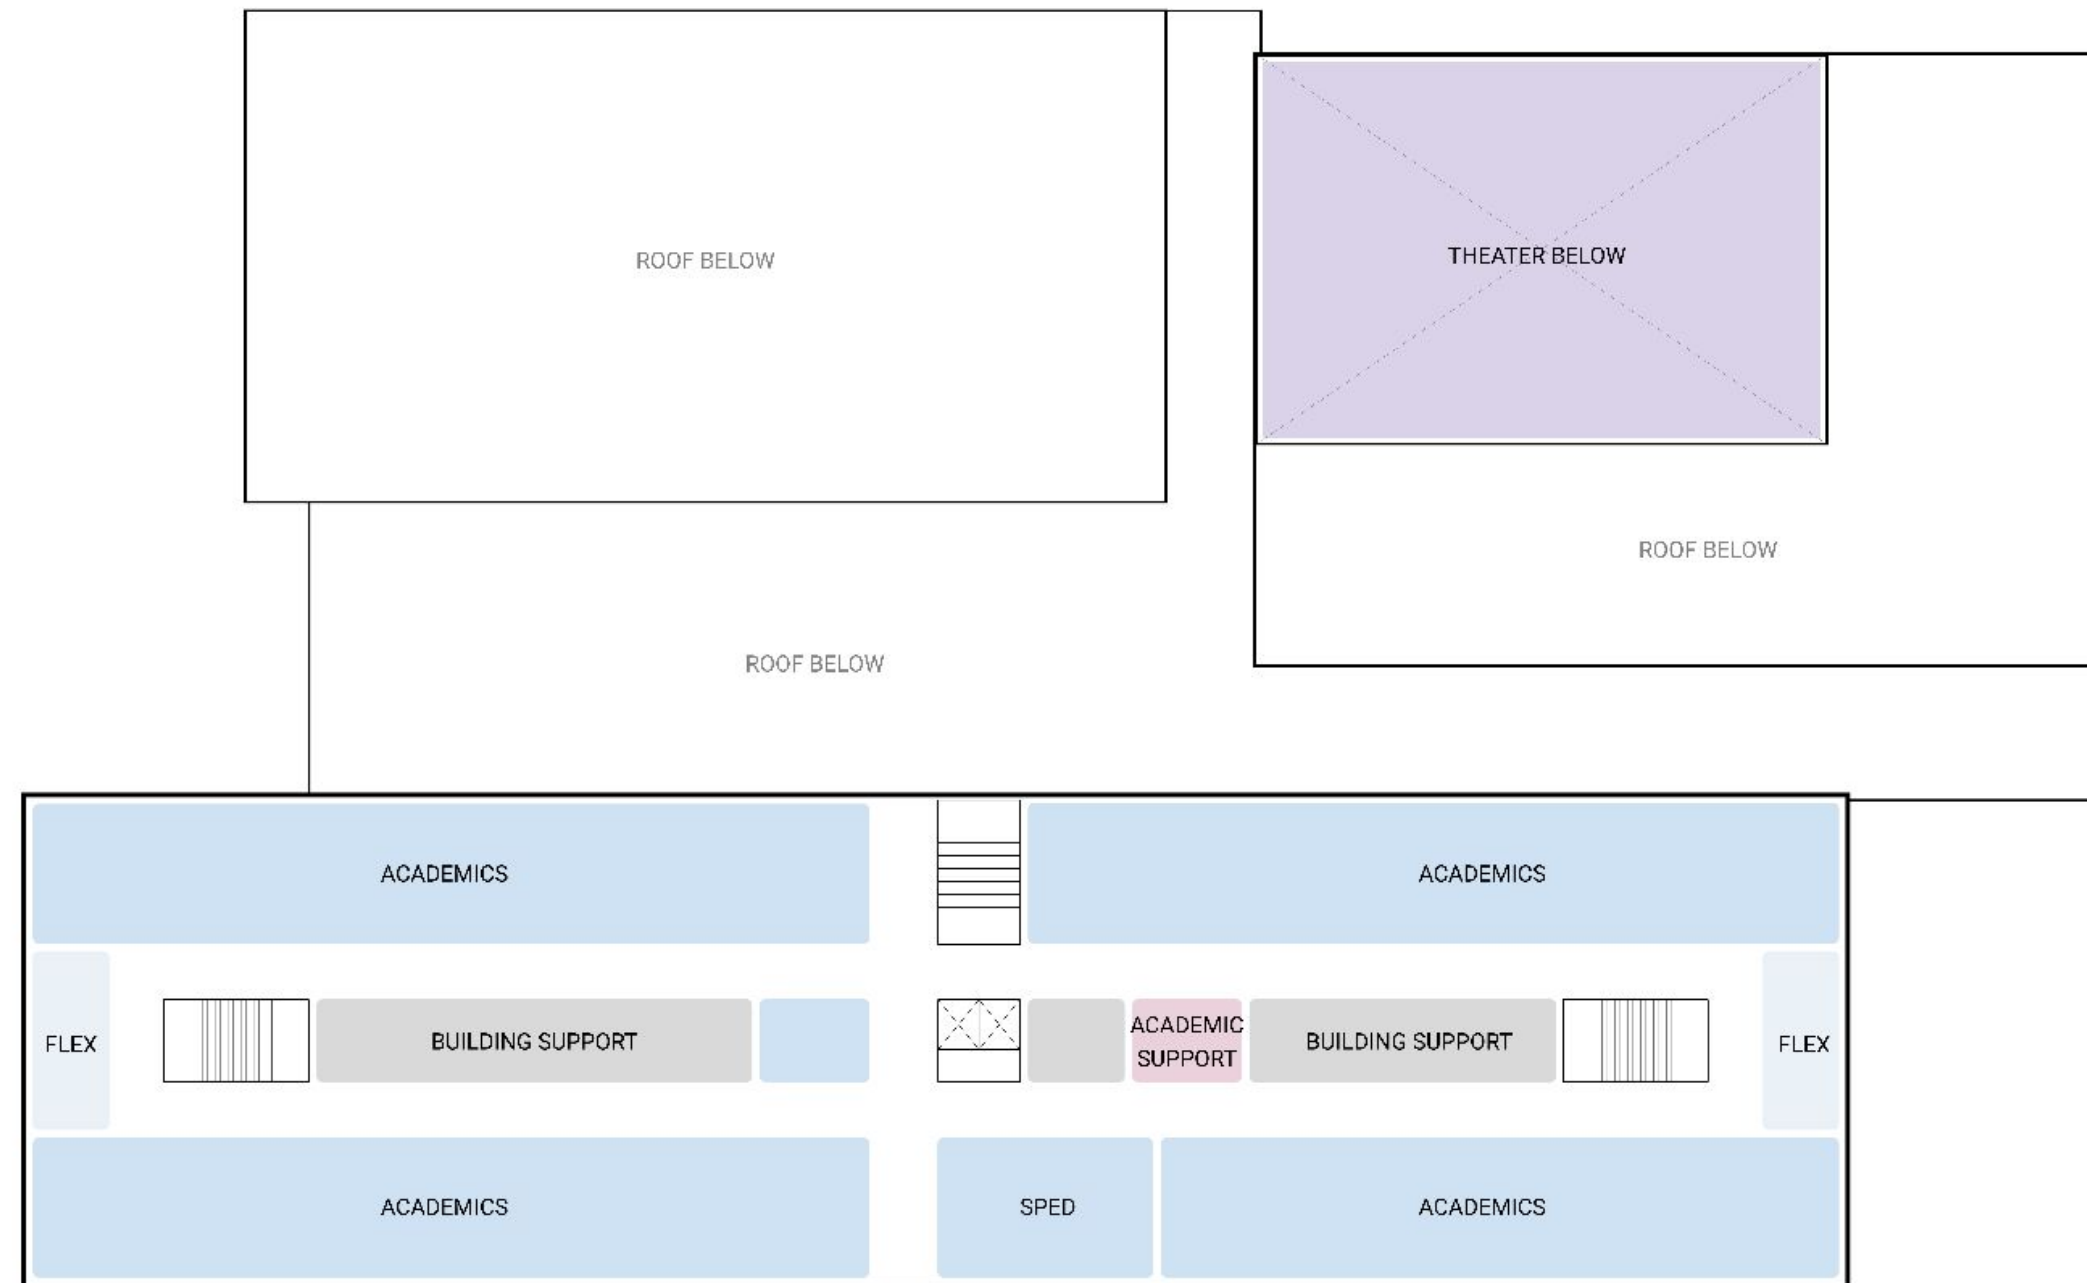 ROOF BELOW
THEATER BELOW
ROOF BELOW
ROOF BELOW
ACADEMICS
ACADEMICS
FLEX
BUILDING SUPPORT
ACADEMIC
SUPPORT
BUILDING SUPPORT
FLEX
ACADEMICS
SPED
ACADEMICS